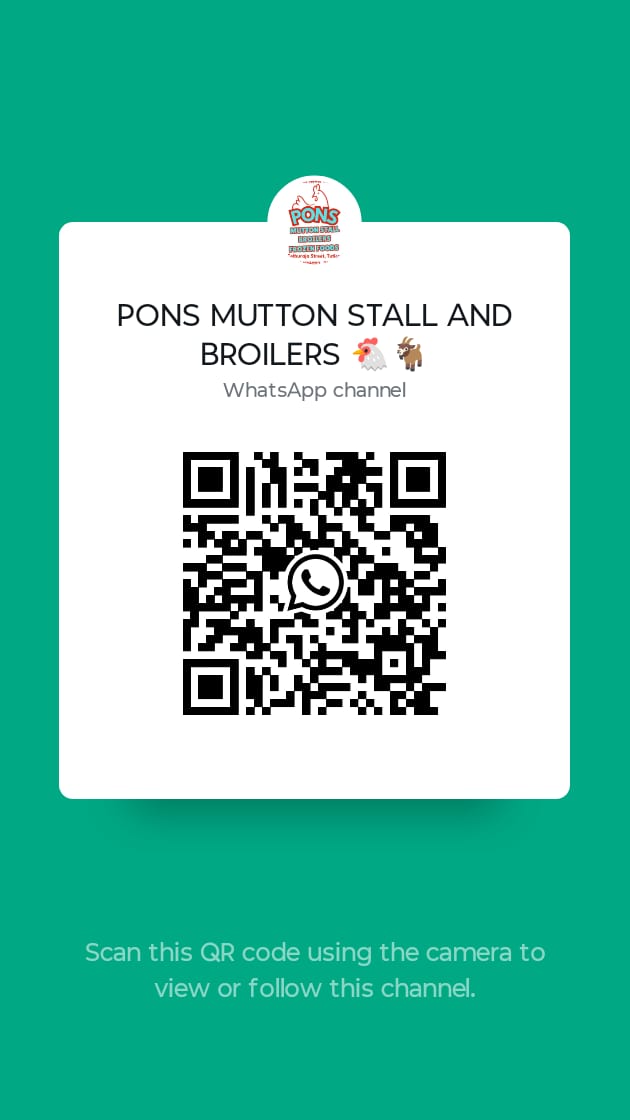 PONS
MUTTON STALL
BROILERS
FROZEN FOODS
PONS MUTTON STALL AND
BROILERS 🐔🐐
WhatsApp channel
Scan this QR code using the camera to
view or follow this channel.